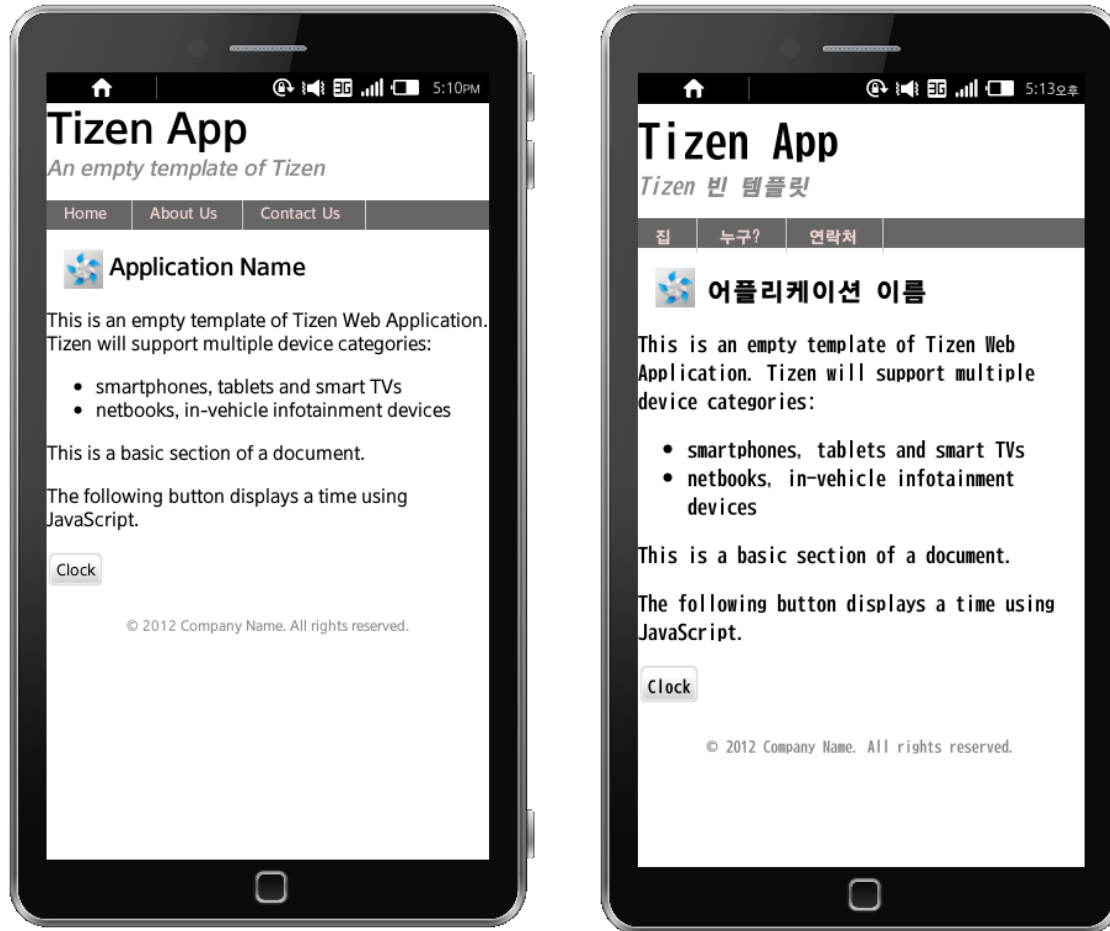 3G 5:10PM
Tizen App
An empty template of Tizen
Home About Us Contact Us
Application Name
This is an empty template of Tizen Web Application.
Tizen will support multiple device categories:
• smartphones, tablets and smart TVs
• netbooks, in-vehicle infotainment devices
This is a basic section of a document.
The following button displays a time using
JavaScript.
Clock
© 2012 Company Name. All rights reserved.
3G 5:13오후
Tizen App
Tizen 빈 템플릿
집 누구? 연락처
어플리케이션 이름
This is an empty template of Tizen Web
Application. Tizen will support multiple
device categories:
• smartphones, tablets and smart TVs
• netbooks, in-vehicle infotainment
devices
This is a basic section of a document.
The following button displays a time using
JavaScript.
Clock
© 2012 Company Name. All rights reserved.